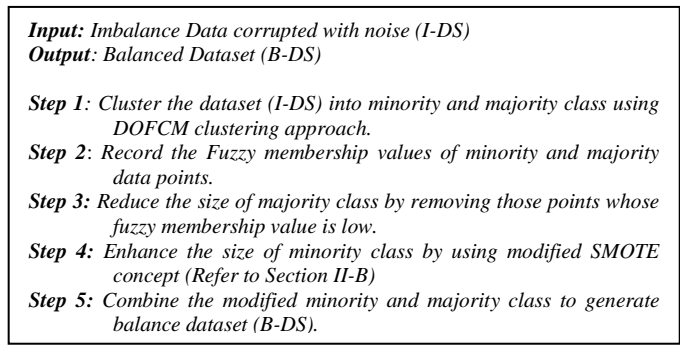 Input: Imbalance Data corrupted with noise (I-DS)
Output: Balanced Dataset (B-DS)
Step 1: Cluster the dataset (I-DS) into minority and majority class using
DOFCM clustering approach.
Step 2: Record the Fuzzy membership values of minority and majority
data points.
Step 3: Reduce the size of majority class by removing those points whose
fuzzy membership value is low.
Step 4: Enhance the size of minority class by using modified SMOTE
concept (Refer to Section II-B)
Step 5: Combine the modified minority and majority class to generate
balance dataset (B-DS).